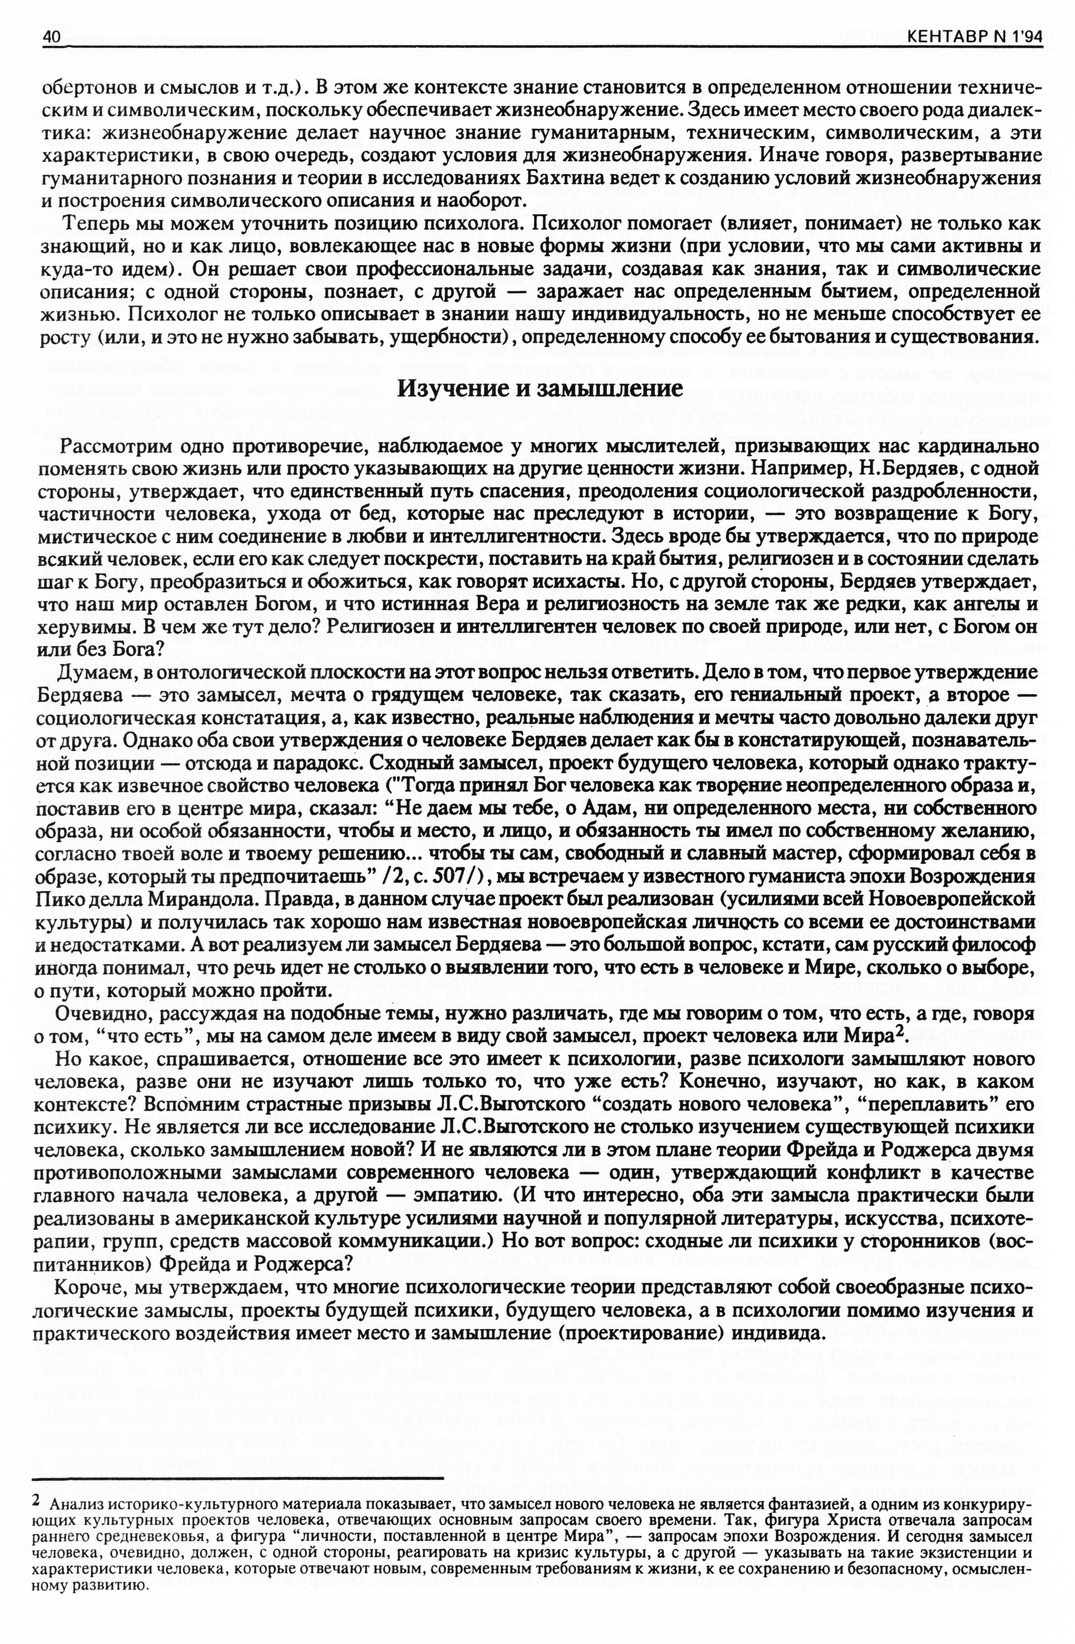 40
КЕНТАВР N 1'94
обертонов и смыслов и т.д.). В этом же контексте знание становится в определенном отношении техниче-
ским и символическим, поскольку обеспечивает жизнеобнаружение. Здесь имеет место своего рода диалек-
тика: жизнеобнаружение делает научное знание гуманитарным, техническим, символическим, а эти
характеристики, в свою очередь, создают условия для жизнеобнаружения. Иначе говоря, развертывание
гуманитарного познания и теории в исследованиях Бахтина ведет к созданию условий жизнеобнаружения
и построения символического описания и наоборот.
Теперь мы можем уточнить позицию психолога. Психолог помогает (влияет, понимает) не только как
знающий, но и как лицо, вовлекающее нас в новые формы жизни (при условии, что мы сами активны и
куда-то идем). Он решает свои профессиональные задачи, создавая как знания, так и символические
описания; с одной стороны, познает, с другой — заражает нас определенным бытием, определенной
жизнью. Психолог не только описывает в знании нашу индивидуальность, но не меньше способствует ее
росту (или, и это не нужно забывать, ущербности), определенному способу ее бытования и существования.
Изучение и замышление
Рассмотрим одно противоречие, наблюдаемое у многих мыслителей, призывающих нас кардинально
поменять свою жизнь или просто указывающих на другие ценности жизни. Например, Н.Бердяев, с одной
стороны, утверждает, что единственный путь спасения, преодоления социологической раздробленности,
частичности человека, ухода от бед, которые нас преследуют в истории, — это возвращение к Богу,
мистическое с ним соединение в любви и интеллигентности. Здесь вроде бы утверждается, что по природе
всякий человек, если его как следует поскрести, поставить на край бытия, религиозен и в состоянии сделать
шаг к Богу, преобразиться и обожиться, как говорят исихасты. Но, с другой стороны, Бердяев утверждает,
что наш мир оставлен Богом, и что истинная Вера и религиозность на земле так же редки, как ангелы и
херувимы. В чем же тут дело? Религиозен и интеллигентен человек по своей природе, или нет, с Богом он
или без Бога?
Думаем, в онтологической плоскости на этот вопрос нельзя ответить. Дело в том, что первое утверждение
Бердяева — это замысел, мечта о грядущем человеке, так сказать, его гениальный проект, а второе —
социологическая констатация, а, как известно, реальные наблюдения и мечты часто довольно далеки друг
от друга. Однако оба свои утверждения о человеке Бердяев делает как бы в констатирующей, познаватель-
ной позиции — отсюда и парадокс. Сходный замысел, проект будущего человека, который однако тракту-
ется как извечное свойство человека ("Тогда принял Бог человека как творение неопределенного образа и,
поставив его в центре мира, сказал: “Не даем мы тебе, о Адам, ни определенного места, ни собственного
образа, ни особой обязанности, чтобы и место, и лицо, и обязанность ты имел по собственному желанию,
согласно твоей воле и твоему решению... чтобы ты сам, свободный и славный мастер, сформировал себя в
образе, который ты предпочитаешь” /2, с. 507/), мы встречаем у известного гуманиста эпохи Возрождения
Пико делла Мирандола. Правда, в данном случае проект был реализован (усилиями всей Новоевропейской
культуры) и получилась так хорошо нам известная новоевропейская личность со всеми ее достоинствами
и недостатками. А вот реализуем ли замысел Бердяева — это большой вопрос, кстати, сам русский философ
иногда понимал, что речь идет не столько о выявлении того, что есть в человеке и Мире, сколько о выборе,
о пути, который можно пройти.
Очевидно, рассуждая на подобные темы, нужно различать, где мы говорим о том, что есть, а где, говоря
о том, “что есть”, мы на самом деле имеем в виду свой замысел, проект человека или Мира².
Но какое, спрашивается, отношение все это имеет к психологии, разве психологи замышляют нового
человека, разве они не изучают лишь только то, что уже есть? Конечно, изучают, но как, в каком
контексте? Вспомним страстные призывы Л.С.Выготского “создать нового человека”, “переплавить” его
психику. Не является ли все исследование Л.С.Выготского не столько изучением существующей психики
человека, сколько замышлением новой? И не являются ли в этом плане теории Фрейда и Роджерса двумя
противоположными замыслами современного человека — один, утверждающий конфликт в качестве
главного начала человека, а другой — эмпатию. (И что интересно, оба эти замысла практически были
реализованы в американской культуре усилиями научной и популярной литературы, искусства, психоте-
рапии, групп, средств массовой коммуникации.) Но вот вопрос: сходные ли психики у сторонников (вос-
питанников) Фрейда и Роджерса?
Короче, мы утверждаем, что многие психологические теории представляют собой своеобразные психо-
логические замыслы, проекты будущей психики, будущего человека, а в психологии помимо изучения и
практического воздействия имеет место и замышление (проектирование) индивида.
² Анализ историко-культурного материала показывает, что замысел нового человека не является фантазией, а одним из конкуриру-
ющих культурных проектов человека, отвечающих основным запросам своего времени. Так, фигура Христа отвечала запросам
раннего средневековья, а фигура “личности, поставленной в центре Мира”, — запросам эпохи Возрождения. И сегодня замысел
человека, очевидно, должен, с одной стороны, реагировать на кризис культуры, а с другой — указывать на такие экзистенции и
характеристики человека, которые отвечают новым, современным требованиям к жизни, к ее сохранению и безопасному, осмыслен-
ному развитию.